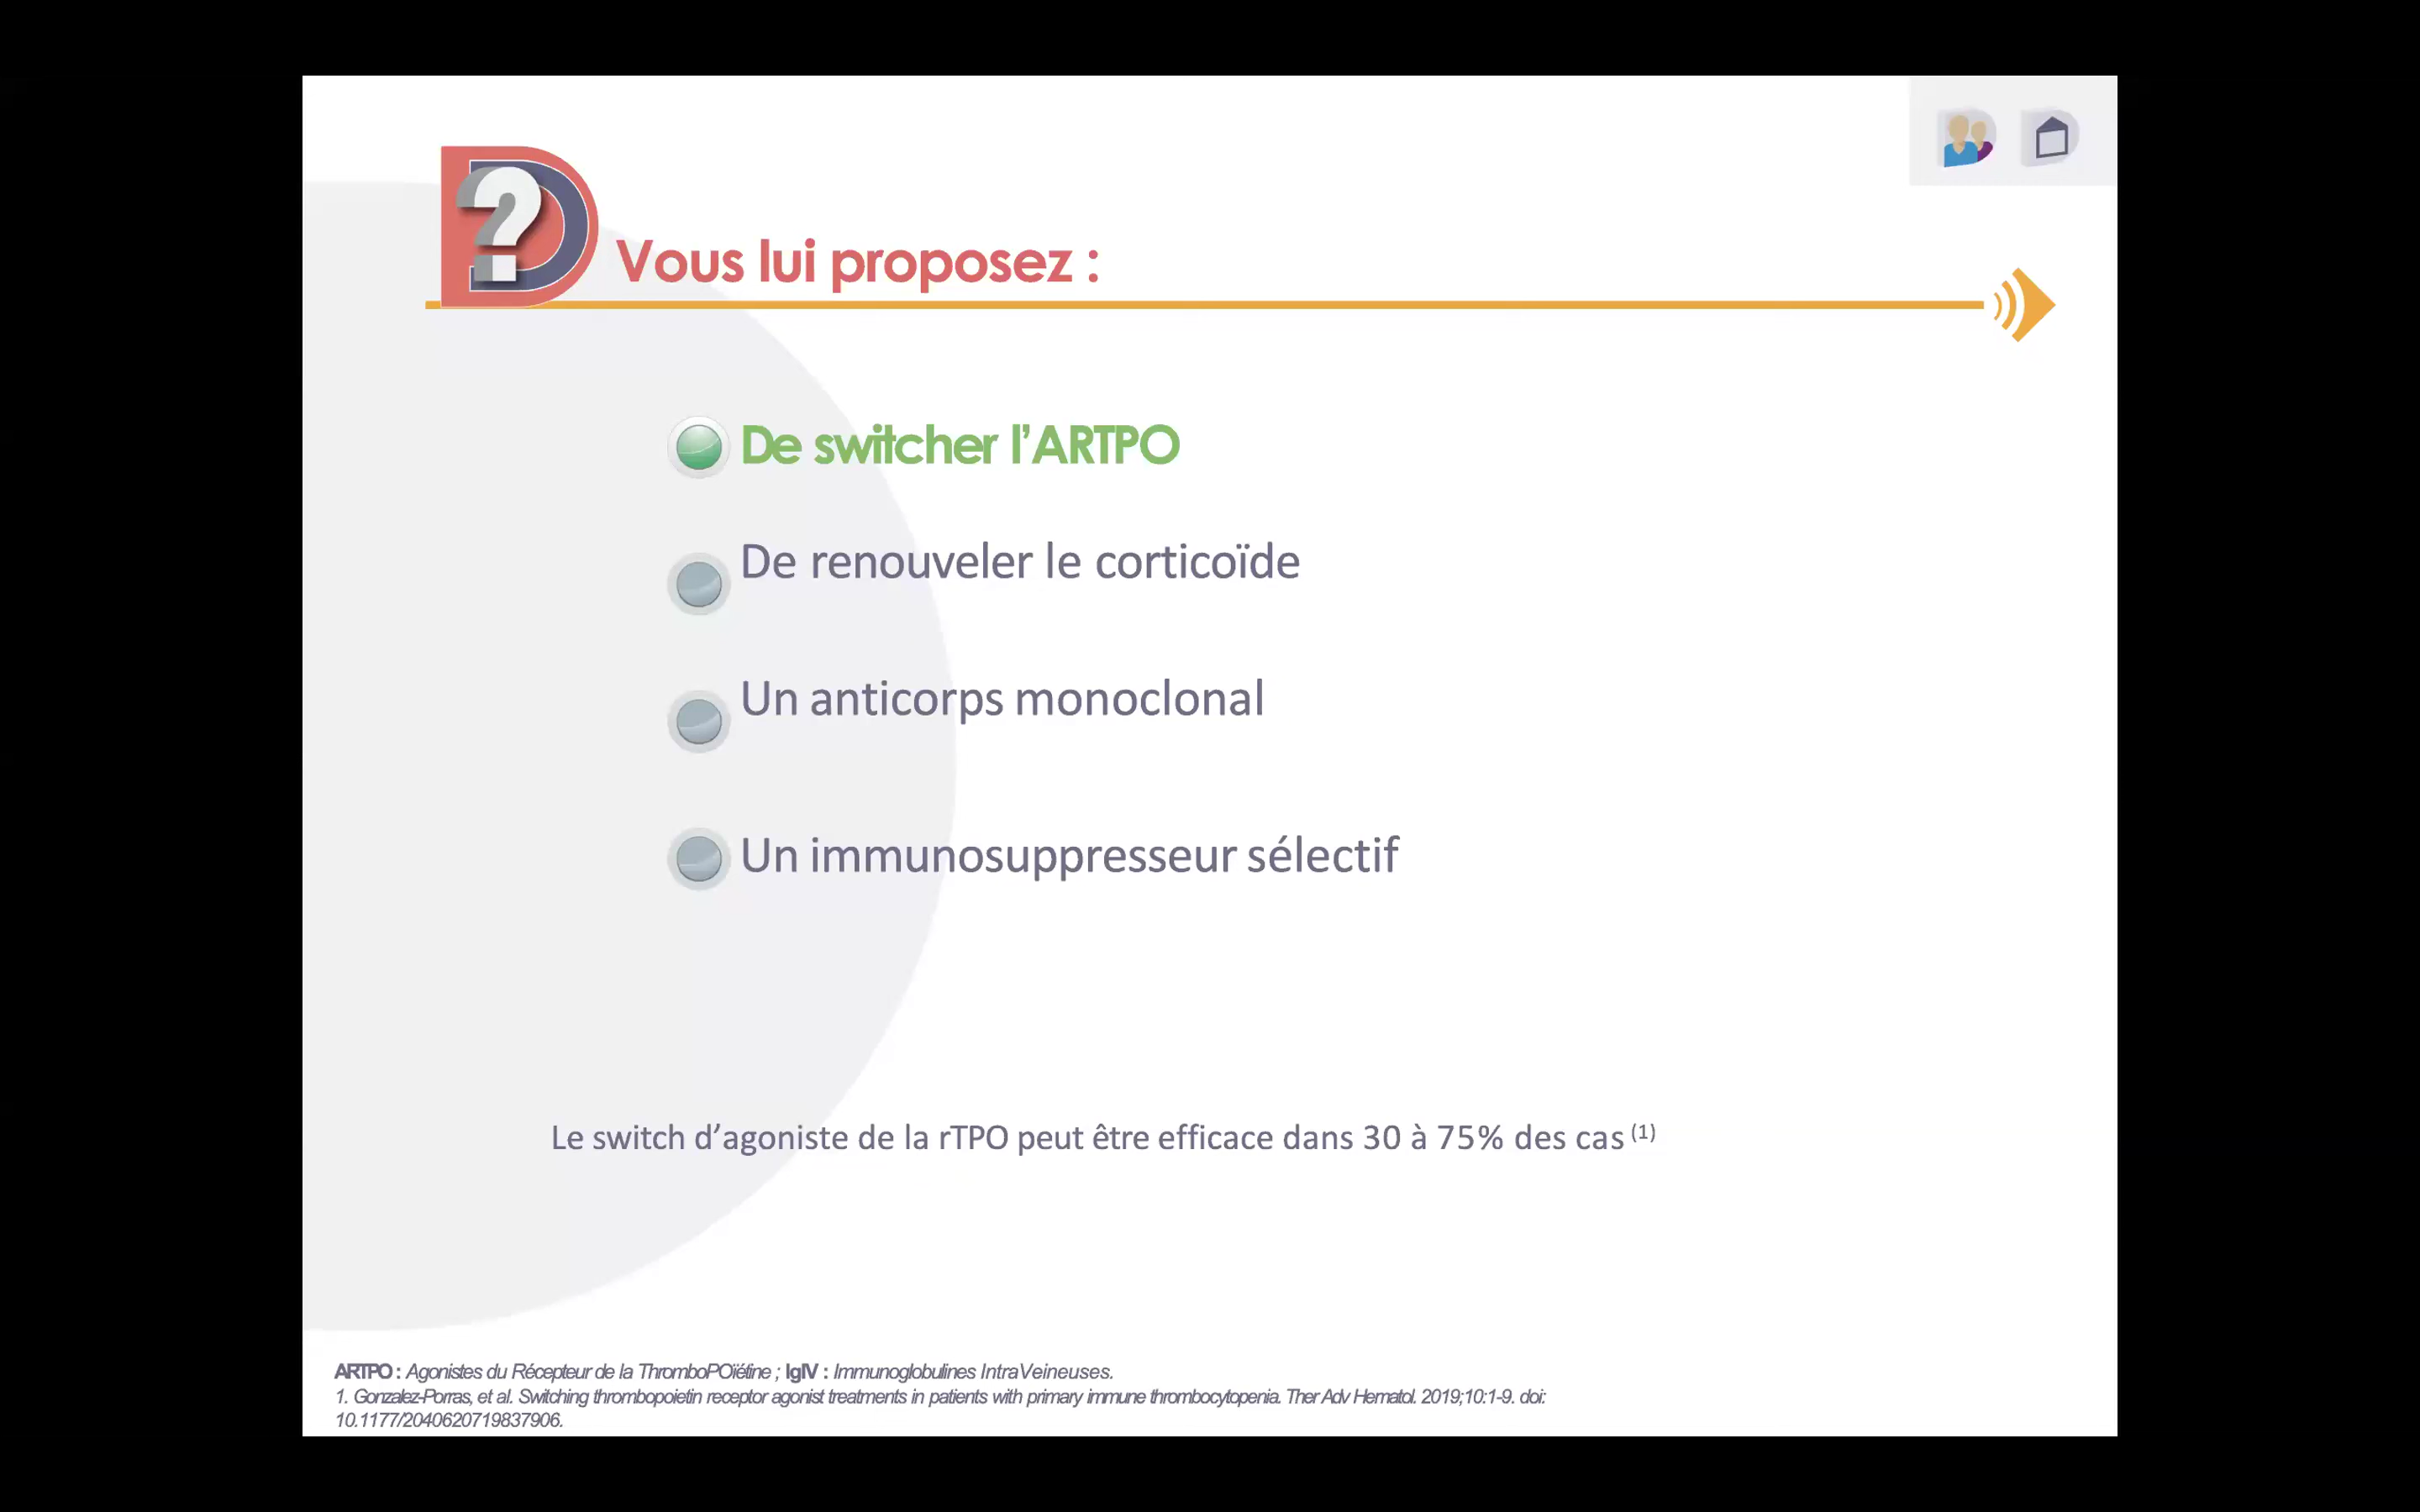 ?
Vous lui proposez :
De switcher l’ARTPO
De renouveler le corticoïde
Un anticorps monoclonal
Un immunosuppresseur sélectif
Le switch d’agoniste de la rTPO peut être efficace dans 30 à 75% des cas (1)
ARTPO : Agonistes du Récepteur de la ThromboPOïétine ; IgIV : Immunoglobulines IntraVeineuses.
1. Gonzalez-Porras, et al. Switching thrombopoietin receptor agonist treatments in patients with primary immune thrombocytopenia. Ther Adv Hematol. 2019;10:1-9. doi:
10.1177/2040620719837906.